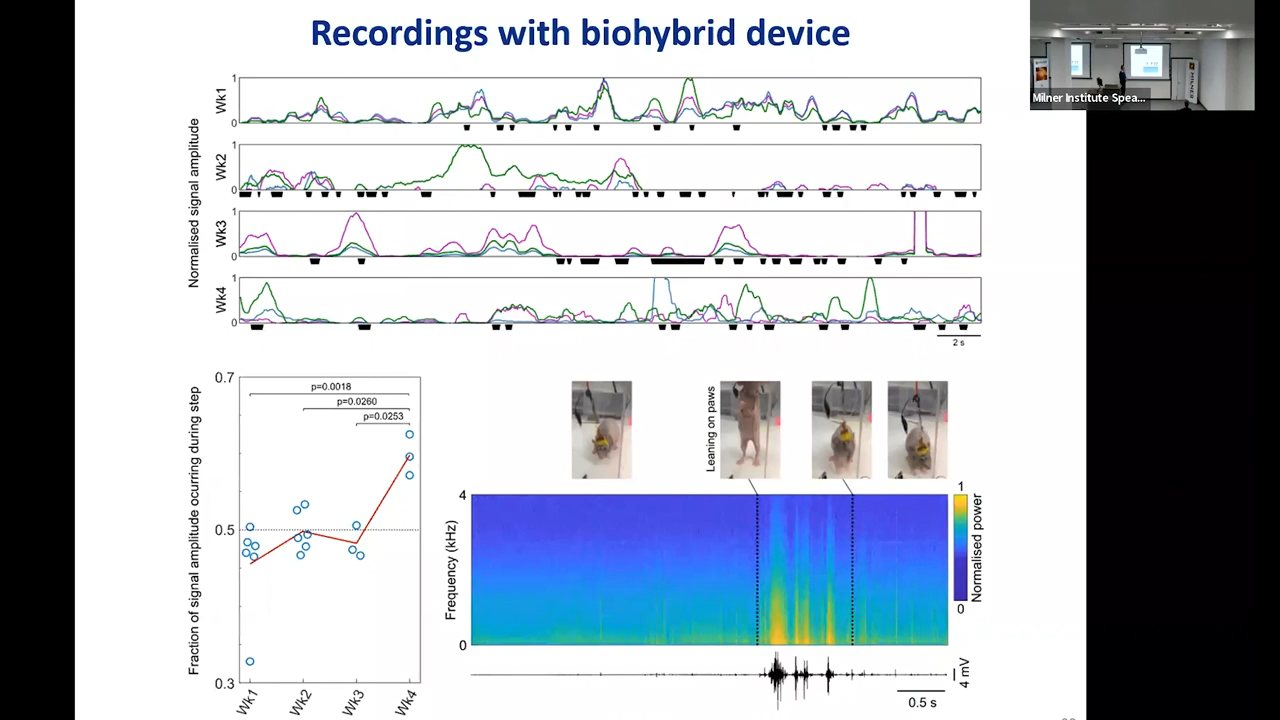 Recordings with biohybrid device
Milner Institute Spea...
Normalised signal amplitude
Wk1
1
0
Wk2
1
0
Wk3
1
0
Wk4
1
0
2 s
Fraction of signal amplitude ocurring during step
0.7
0.5
0.3
p=0.0018
p=0.0260
p=0.0253
Wk1
Wk2
Wk3
Wk4
Leaning on paws
Frequency (kHz)
4
0
1
0
Normalised power
4 mV
0.5 s